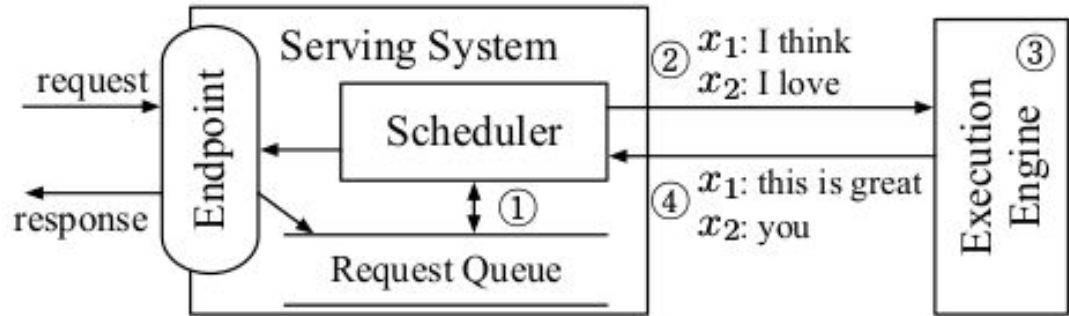 Serving System
request
response
Endpoint
Scheduler
①
Request Queue
② x₁: I think
x₂: I love
③
Execution
Engine
④ x₁: this is great
x₂: you